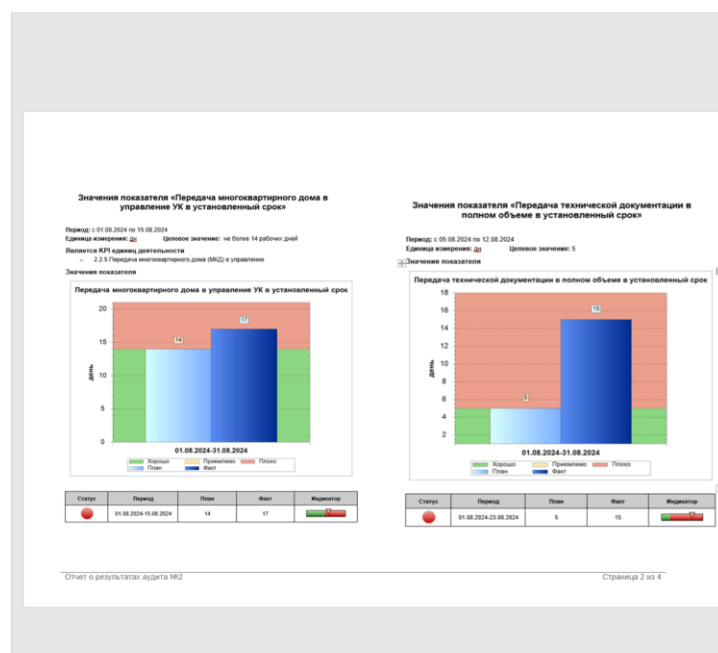 Значения показателя «Передача многоквартирного дома в
управление УК в установленный срок»
Период: с 01.08.2024 по 15.08.2024
Единица измерения: дн Целевое значение: не более 14 рабочих дней
Является KPI единиц деятельности
− 2.2.5 Передача многоквартирного дома (МКД) в управление
Значения показателя
Передача многоквартирного дома в управление УК в установленный срок
20
15
10
5
0
день
14
17
01.08.2024-31.08.2024
Хорошо Приемлемо Плохо
План Факт
Статус Период План Факт Индикатор
01.08.2024-15.08.2024 14 17
Значения показателя «Передача технической документации в
полном объеме в установленный срок»
Период: с 05.08.2024 по 12.08.2024
Единица измерения: дн Целевое значение: 5
Значения показателя
Передача технической документации в полном объеме в установленный срок
18
16
14
12
10
8
6
4
2
день
5
15
01.08.2024-31.08.2024
Хорошо Приемлемо Плохо
План Факт
Статус Период План Факт Индикатор
01.08.2024-23.08.2024 5 15
Отчет о результатах аудита №2 Страница 2 из 4